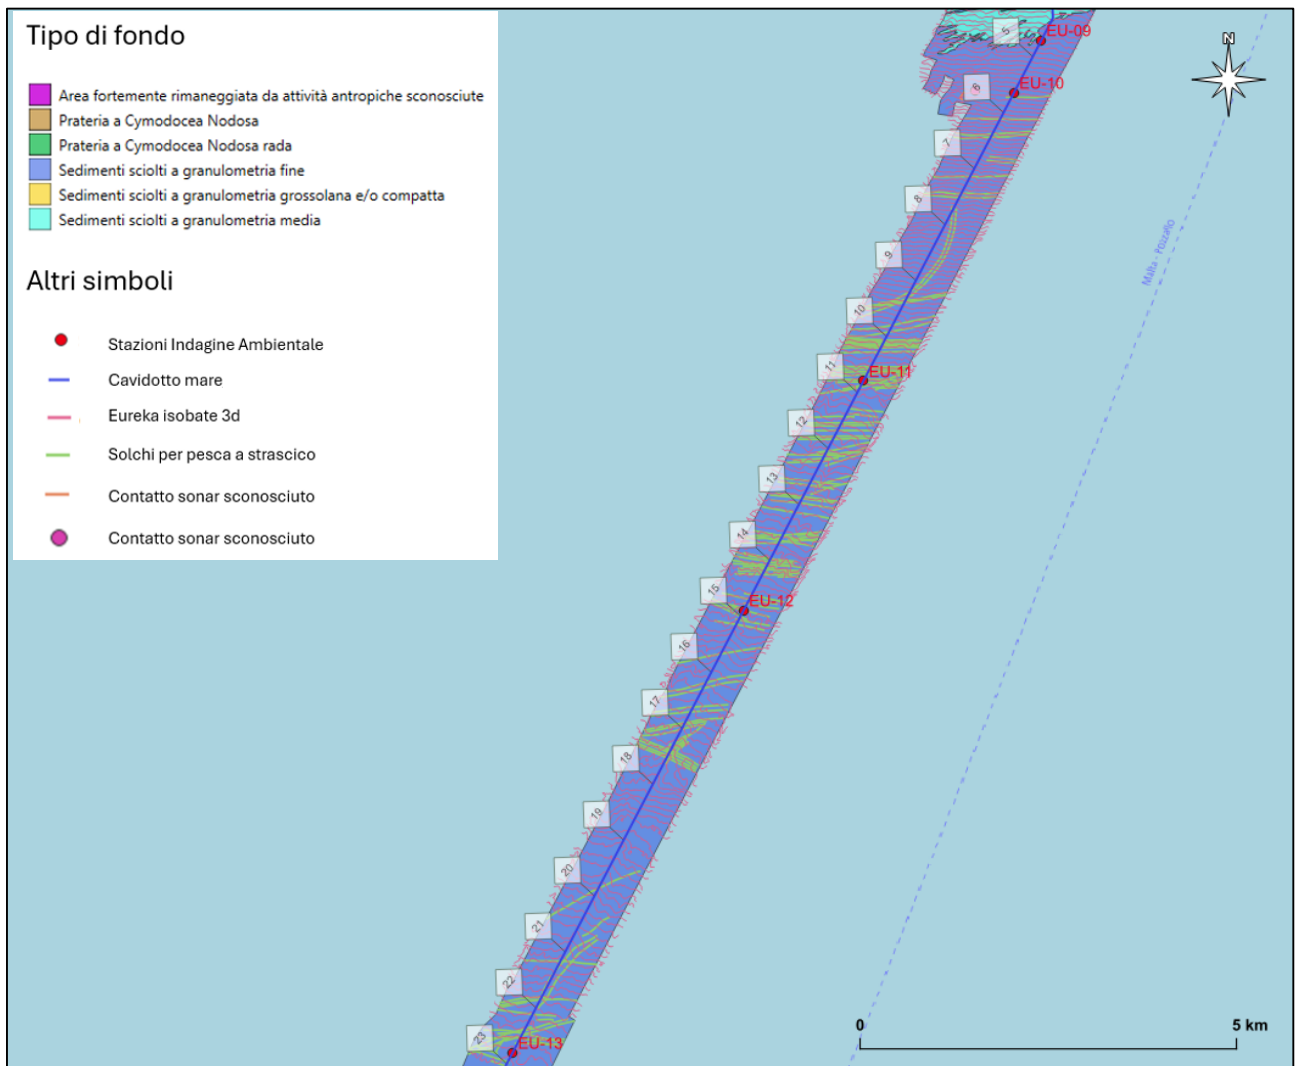 Tipo di fondo
Area fortemente rimaneggiata da attività antropiche sconosciute
Prateria a Cymodocea Nodosa
Prateria a Cymodocea Nodosa rada
Sedimenti sciolti a granulometria fine
Sedimenti sciolti a granulometria grossolana e/o compatta
Sedimenti sciolti a granulometria media
Altri simboli
Stazioni Indagine Ambientale
Cavidotto mare
Eureka isobate 3d
Solchi per pesca a strascico
Contatto sonar sconosciuto
Contatto sonar sconosciuto
N
5
EU-09
6
EU-10
7
8
9
Malta - Pozzallo
10
11
EU-11
12
13
14
15
EU-12
16
17
18
19
20
21
22
23
EU-13
0
5 km